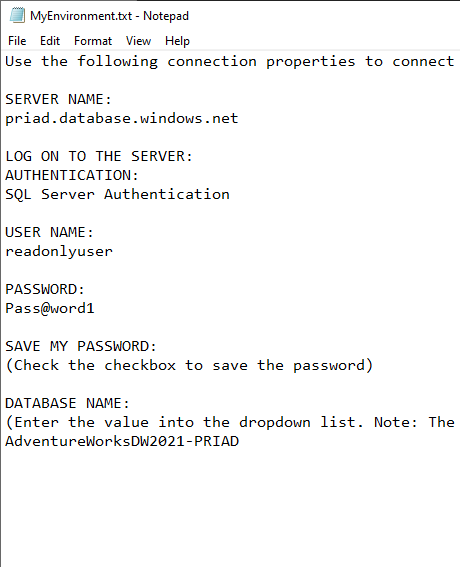 MyEnvironment.txt - Notepad
File Edit Format View Help
Use the following connection properties to connect
SERVER NAME:
priad.database.windows.net
LOG ON TO THE SERVER:
AUTHENTICATION:
SQL Server Authentication
USER NAME:
readonlyuser
PASSWORD:
Pass@word1
SAVE MY PASSWORD:
(Check the checkbox to save the password)
DATABASE NAME:
(Enter the value into the dropdown list. Note: The
AdventureWorksDW2021-PRIAD